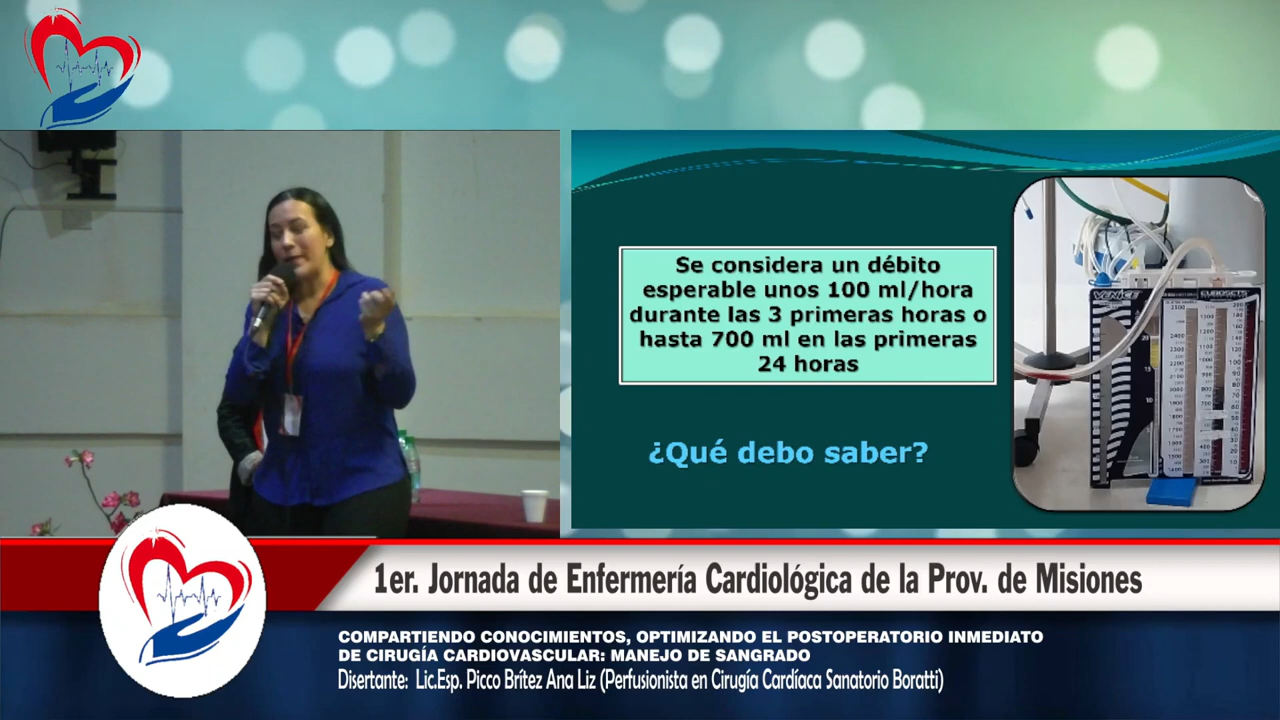 Se considera un débito
esperable unos 100 ml/hora
durante las 3 primeras horas o
hasta 700 ml en las primeras
24 horas
¿Qué debo saber?
VENICE
EUROSETS
1er. Jornada de Enfermería Cardiológica de la Prov. de Misiones
COMPARTIENDO CONOCIMIENTOS, OPTIMIZANDO EL POSTOPERATORIO INMEDIATO
DE CIRUGÍA CARDIOVASCULAR: MANEJO DE SANGRADO
Disertante: Lic.Esp. Picco Brítez Ana Liz (Perfusionista en Cirugía Cardíaca Sanatorio Boratti)